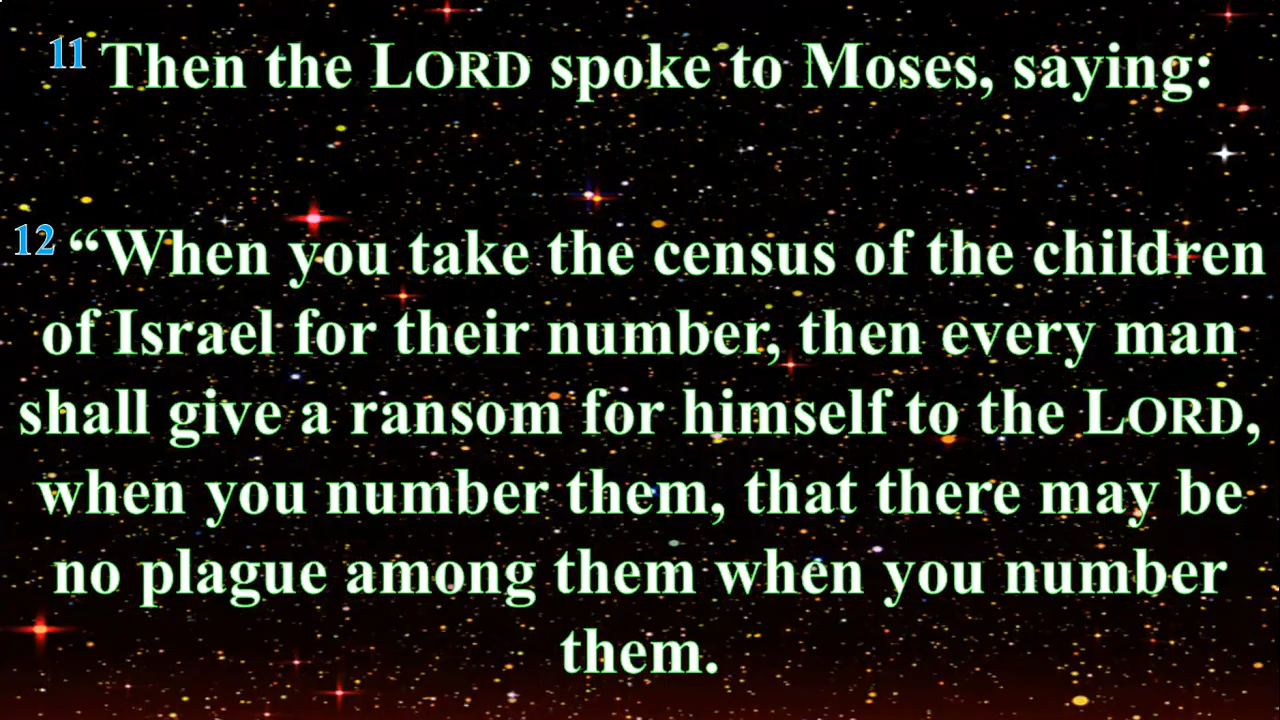 11 Then the LORD spoke to Moses, saying:
12 “When you take the census of the children
of Israel for their number, then every man
shall give a ransom for himself to the LORD,
when you number them, that there may be
no plague among them when you number
them.